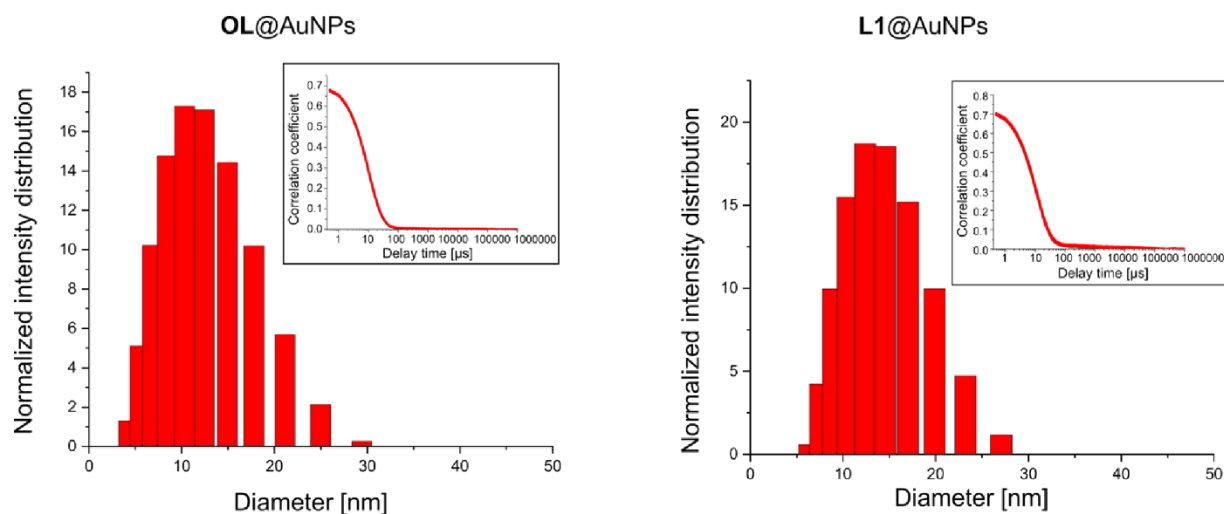 OL@AuNPs
Normalized intensity distribution
18
16
14
12
10
8
6
4
2
0
0 10 20 30 40 50
Diameter [nm]
Correlation coefficient
0.7
0.6
0.5
0.4
0.3
0.2
0.1
0.0
1 10 100 1000 10000 100000 1000000
Delay time [µs]
L1@AuNPs
Normalized intensity distribution
20
15
10
5
0
0 10 20 30 40 50
Diameter [nm]
Correlation coefficient
0.8
0.7
0.6
0.5
0.4
0.3
0.2
0.1
0.0
1 10 100 1000 10000 100000 1000000
Delay time [µs]